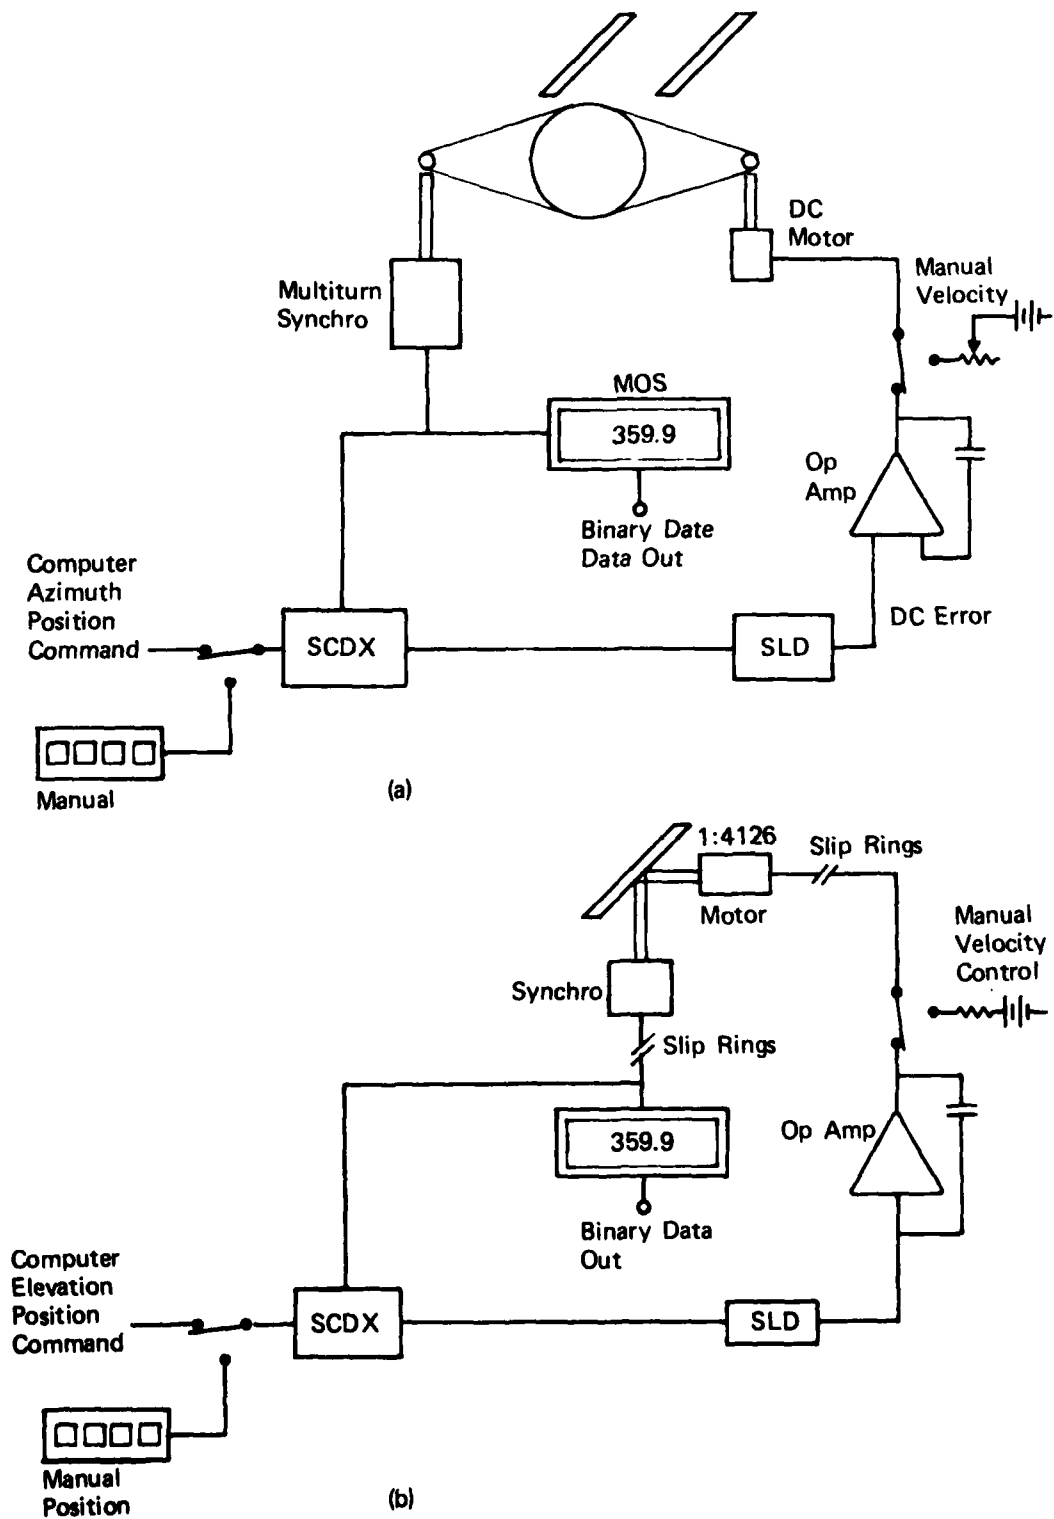 DC
Motor
Manual
Velocity
Multiturn
Synchro
MOS
359.9
Op
Amp
Binary Date
Data Out
Computer
Azimuth
Position
Command
SCDX
SLD
DC Error
Manual
(a)
1:4126
Slip Rings
Motor
Manual
Velocity
Control
Synchro
Slip Rings
Op Amp
359.9
Binary Data
Out
Computer
Elevation
Position
Command
SCDX
SLD
Manual
Position
(b)